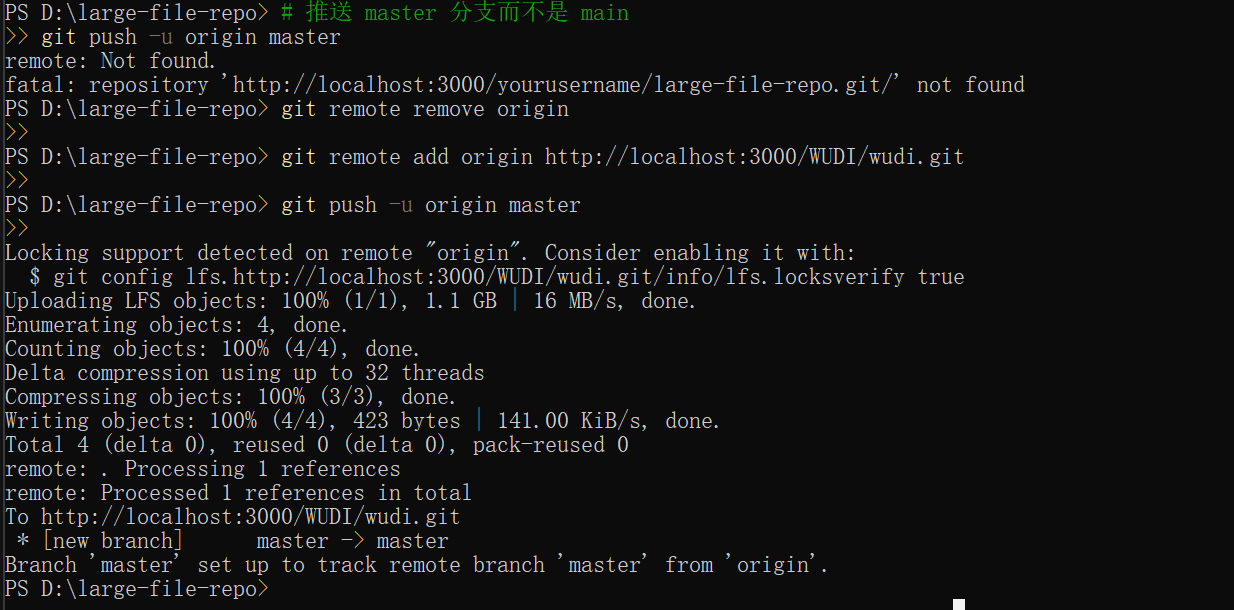 PS D:\large-file-repo> # 推送 master 分支而不是 main
>> git push -u origin master
remote: Not found.
fatal: repository 'http://localhost:3000/yourusername/large-file-repo.git/' not found
PS D:\large-file-repo> git remote remove origin
>>
PS D:\large-file-repo> git remote add origin http://localhost:3000/WUDI/wudi.git
>>
PS D:\large-file-repo> git push -u origin master
>>
Locking support detected on remote "origin". Consider enabling it with:
  $ git config lfs.http://localhost:3000/WUDI/wudi.git/info/lfs.locksverify true
Uploading LFS objects: 100% (1/1), 1.1 GB | 16 MB/s, done.
Enumerating objects: 4, done.
Counting objects: 100% (4/4), done.
Delta compression using up to 32 threads
Compressing objects: 100% (3/3), done.
Writing objects: 100% (4/4), 423 bytes | 141.00 KiB/s, done.
Total 4 (delta 0), reused 0 (delta 0), pack-reused 0
remote: . Processing 1 references
remote: Processed 1 references in total
To http://localhost:3000/WUDI/wudi.git
 * [new branch]      master -> master
Branch 'master' set up to track remote branch 'master' from 'origin'.
PS D:\large-file-repo>